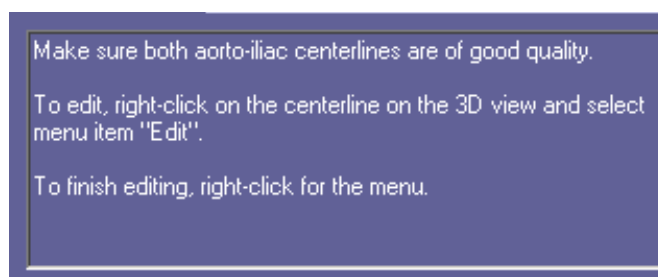 Make sure both aorto-iliac centerlines are of good quality.
To edit, right-click on the centerline on the 3D view and select
menu item "Edit".
To finish editing, right-click for the menu.